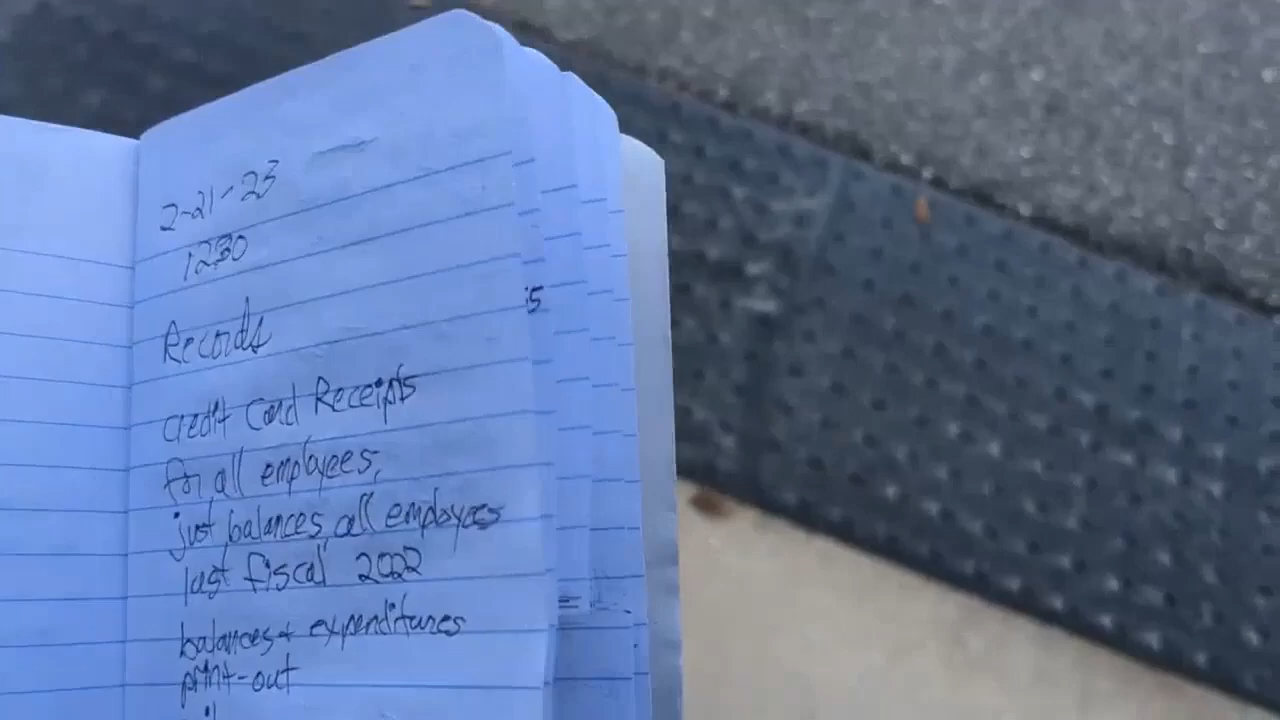 2-21-23
1230
Records
credit card Receipts
for all employees,
just balances, all employees
last fiscal 2022
balances + expenditures
print-out